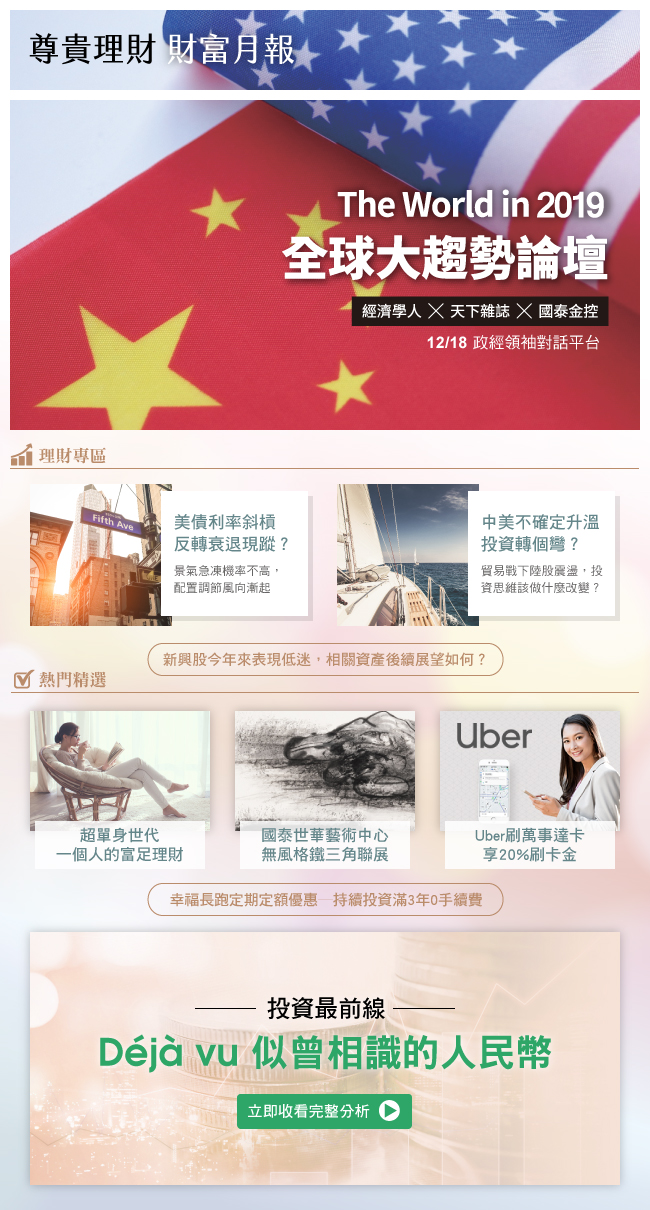 尊貴理財 財富月報
The World in 2019
全球大趨勢論壇
經濟學人╳天下雜誌╳國泰金控
12/18 政經領袖對話平台
理財專區
Fifth Ave
美債利率斜槓
反轉衰退現蹤？
景氣急凍機率不高，
配置調節風向漸起
中美不確定升溫
投資轉個彎？
貿易戰下陸股震盪，投
資思維該做什麼改變？
新興股今年來表現低迷，相關資產後續展望如何？
熱門精選
超單身世代
一個人的富足理財
國泰世華藝術中心
無風格鐵三角聯展
Uber
Uber刷萬事達卡
享20%刷卡金
幸福長跑定期定額優惠—持續投資滿3年0手續費
投資最前線
Déjà vu 似曾相識的人民幣
立即收看完整分析